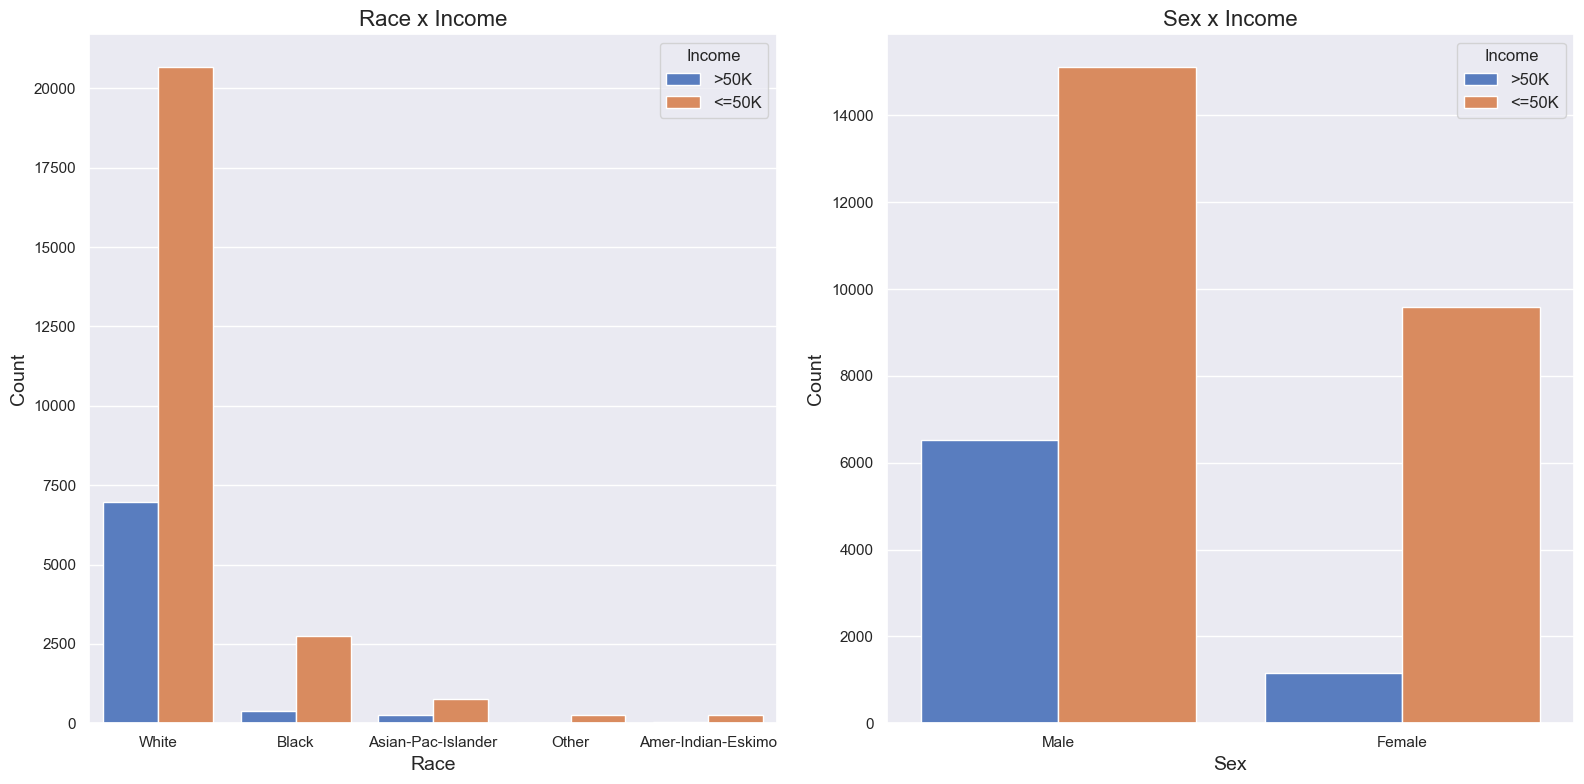 Race x Income
Income
>50K
<=50K
20000
17500
15000
12500
10000
7500
5000
2500
0
Count
White Black Asian-Pac-Islander Other Amer-Indian-Eskimo
Race
Sex x Income
Income
>50K
<=50K
14000
12000
10000
8000
6000
4000
2000
0
Count
Male Female
Sex